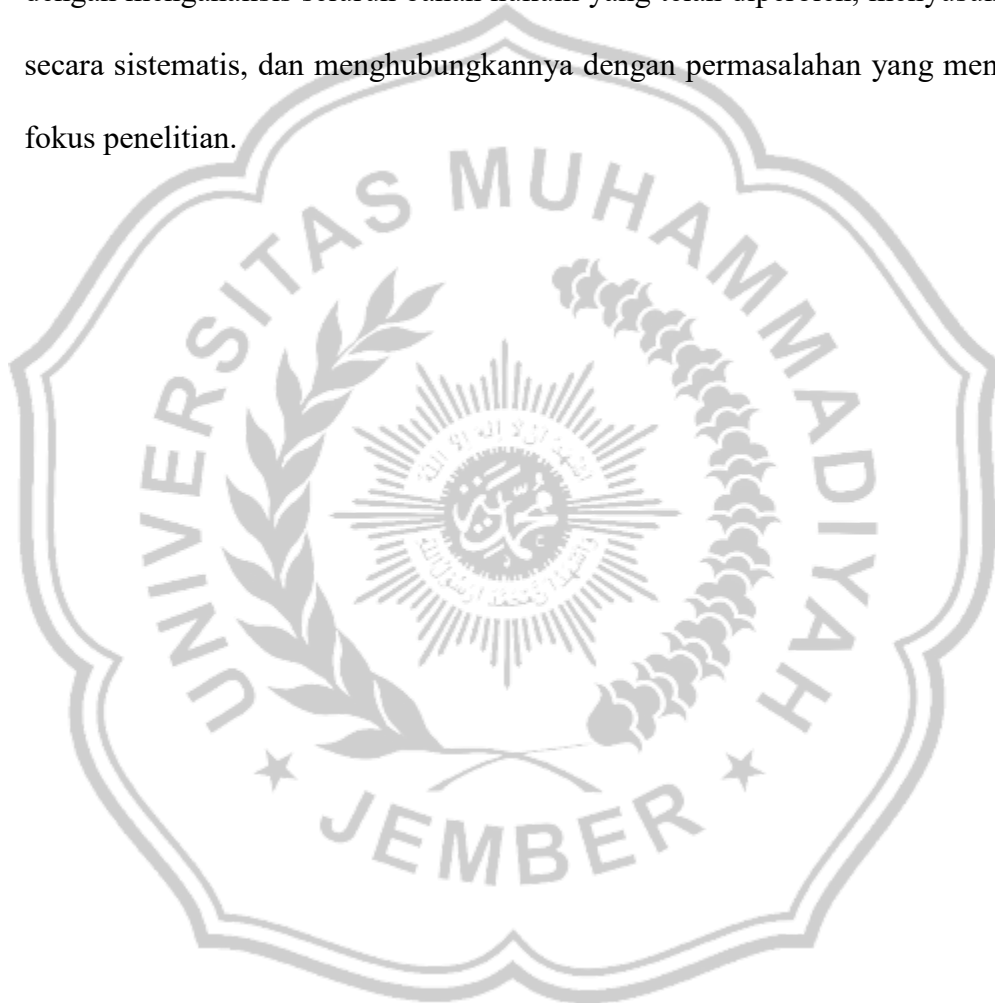 secara sistematis, dan menghubungkannya dengan permasalahan yang men
fokus penelitian.
UNIVERSITAS MUHAMMADIYAH
JEMBER